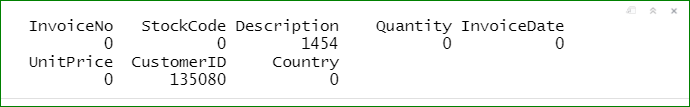 InvoiceNo StockCode Description Quantity InvoiceDate
0 0 1454 0 0
UnitPrice CustomerID Country
0 135080 0